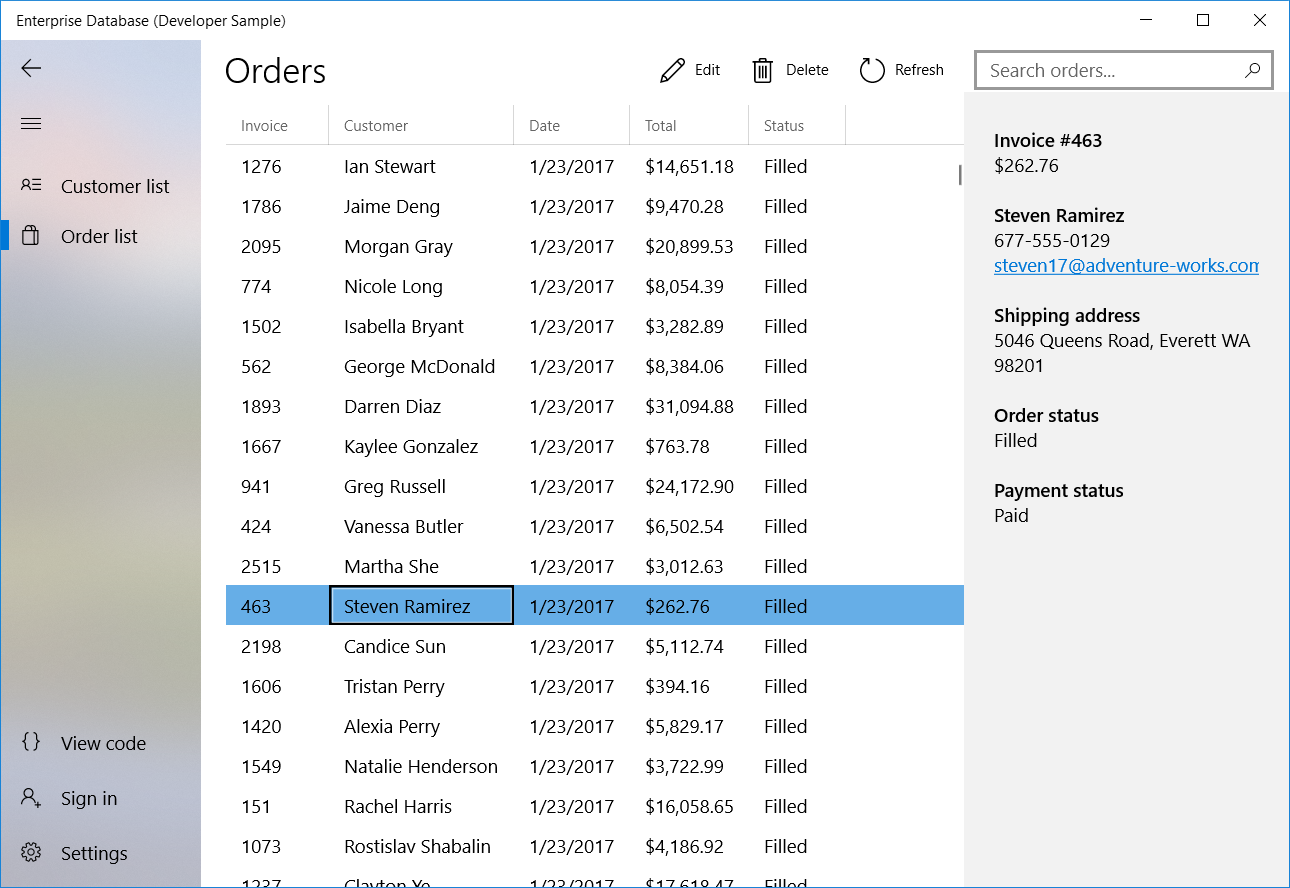 Enterprise Database (Developer Sample)
Orders
Edit
Delete
Refresh
Search orders...
Customer list
Order list
View code
Sign in
Settings
Invoice Customer Date Total Status
1276 Ian Stewart 1/23/2017 $14,651.18 Filled
1786 Jaime Deng 1/23/2017 $9,470.28 Filled
2095 Morgan Gray 1/23/2017 $20,899.53 Filled
774 Nicole Long 1/23/2017 $8,054.39 Filled
1502 Isabella Bryant 1/23/2017 $3,282.89 Filled
562 George McDonald 1/23/2017 $8,384.06 Filled
1893 Darren Diaz 1/23/2017 $31,094.88 Filled
1667 Kaylee Gonzalez 1/23/2017 $763.78 Filled
941 Greg Russell 1/23/2017 $24,172.90 Filled
424 Vanessa Butler 1/23/2017 $6,502.54 Filled
2515 Martha She 1/23/2017 $3,012.63 Filled
463 Steven Ramirez 1/23/2017 $262.76 Filled
2198 Candice Sun 1/23/2017 $5,112.74 Filled
1606 Tristan Perry 1/23/2017 $394.16 Filled
1420 Alexia Perry 1/23/2017 $5,829.17 Filled
1549 Natalie Henderson 1/23/2017 $3,722.99 Filled
151 Rachel Harris 1/23/2017 $16,058.65 Filled
1073 Rostislav Shabalin 1/23/2017 $4,186.92 Filled
1237 Clayton Ye 1/23/2017 $17,618.47 Filled
Invoice #463
$262.76
Steven Ramirez
677-555-0129
steven17@adventure-works.com
Shipping address
5046 Queens Road, Everett WA
98201
Order status
Filled
Payment status
Paid